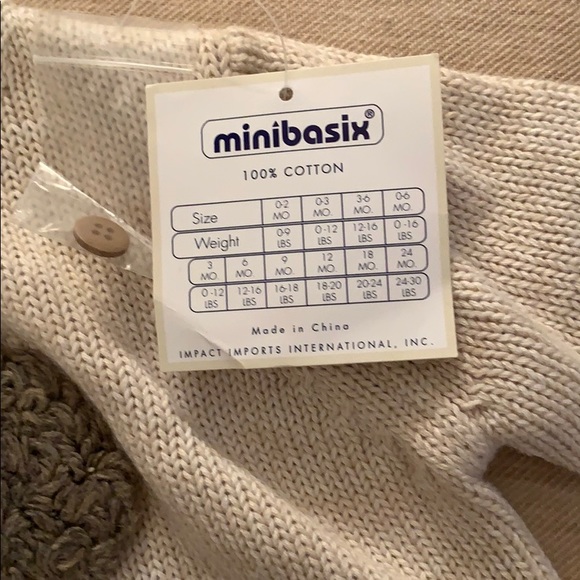 minîbasix®
100% COTTON
Size 0-2 MO 0-3 MO. 3-6 MO. 0-6 MO.
Weight 0-9 LBS 0-12 LBS 12-16 LBS 0-16 LBS
3 MO. 6 MO. 9 MO. 12 MO. 18 MO. 24 MO.
0-12 LBS 12-16 LBS 16-18 LBS 18-20 LBS 20-24 LBS 24-30 LBS
Made in China
IMPACT IMPORTS INTERNATIONAL, INC.